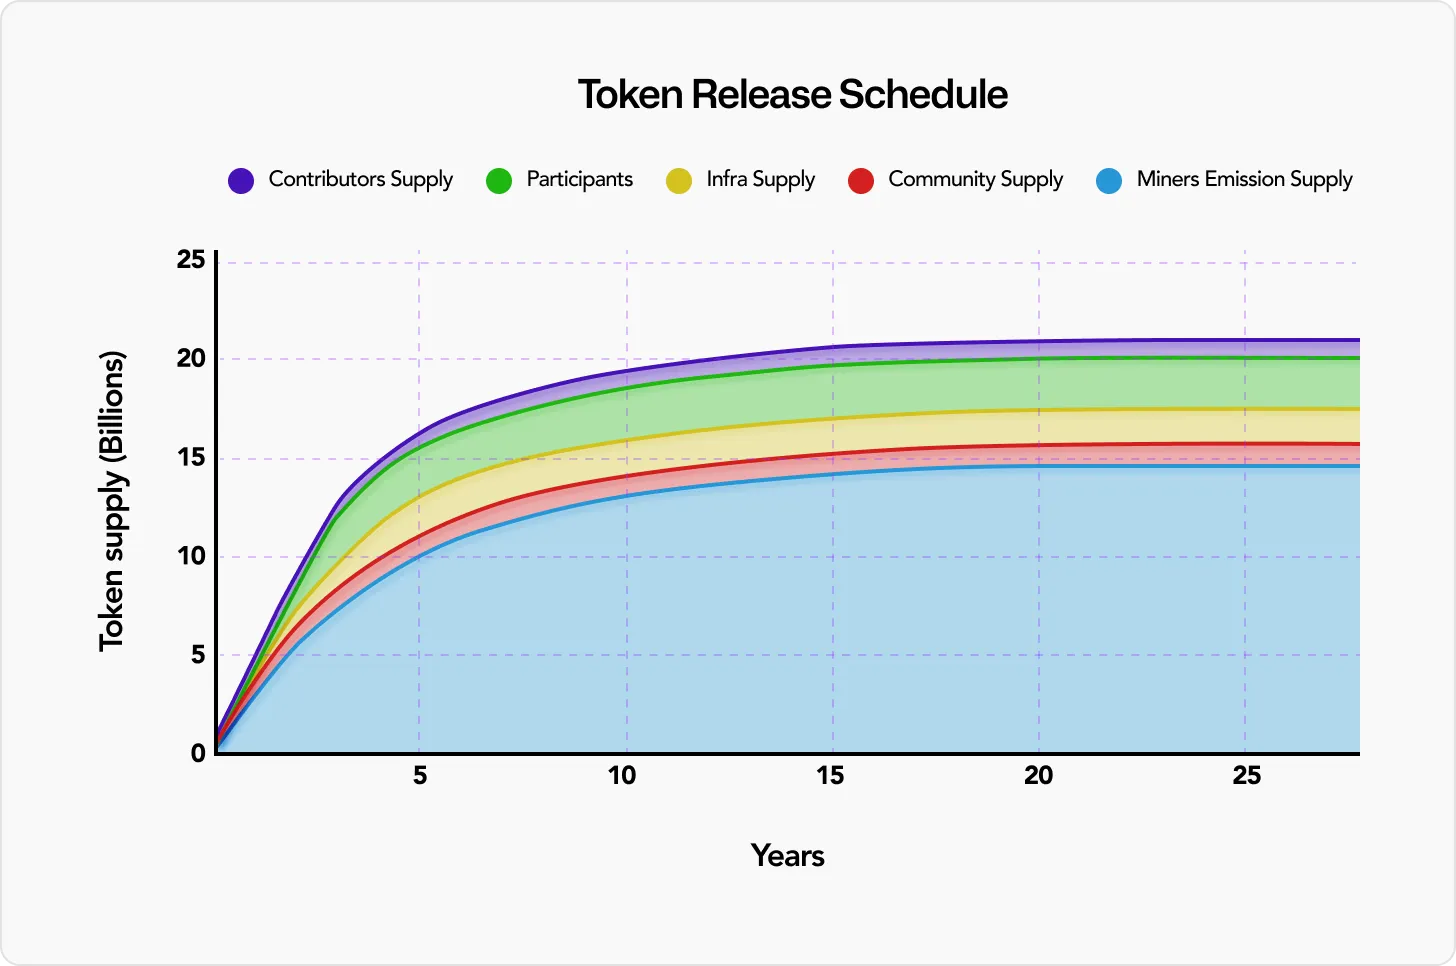 Token Release Schedule
Contributors Supply Participants Infra Supply Community Supply Miners Emission Supply
Token supply (Billions)
25
20
15
10
5
0
5 10 15 20 25
Years